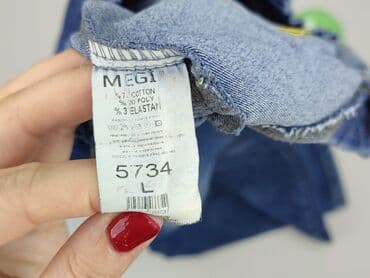 MEGI
COTTON
%20 POLY
%3 ELASTAN
5734
L